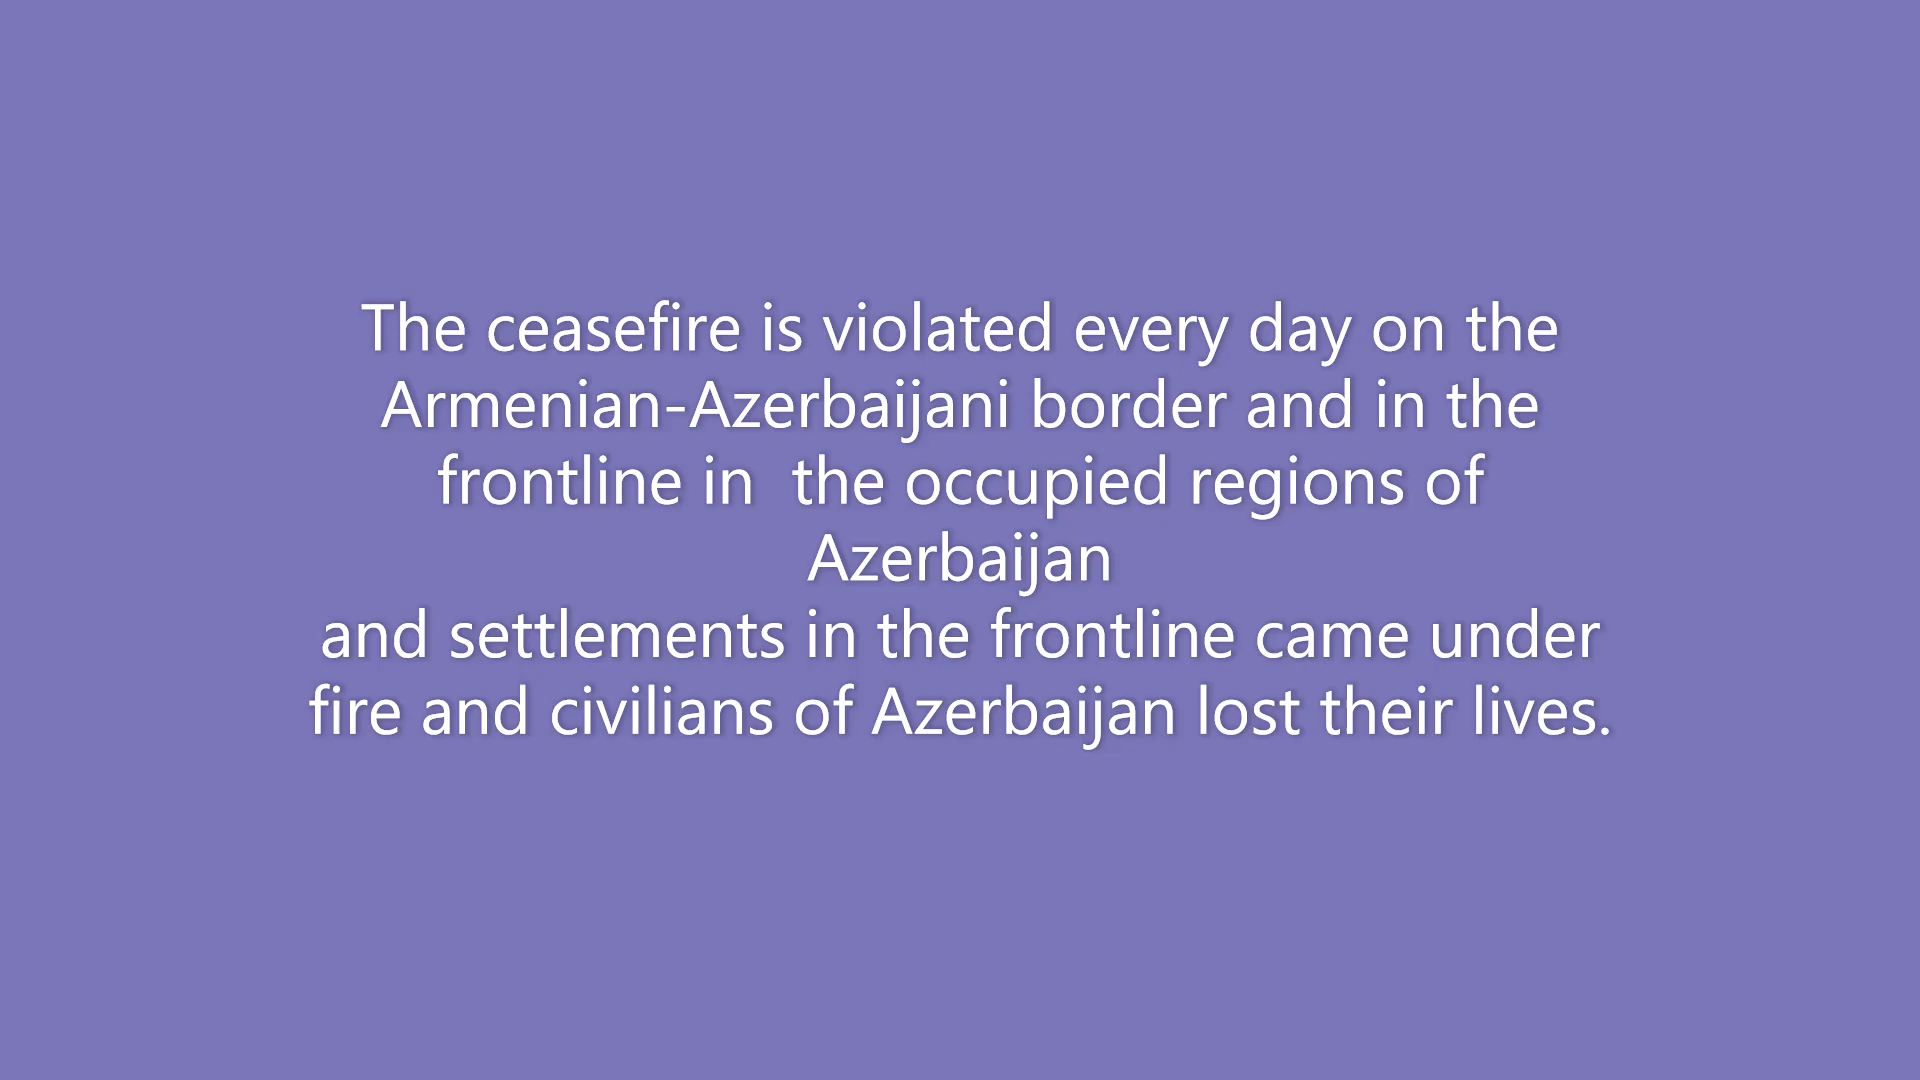 The ceasefire is violated every day on the
Armenian-Azerbaijani border and in the
frontline in  the occupied regions of
Azerbaijan
and settlements in the frontline came under
fire and civilians of Azerbaijan lost their lives.